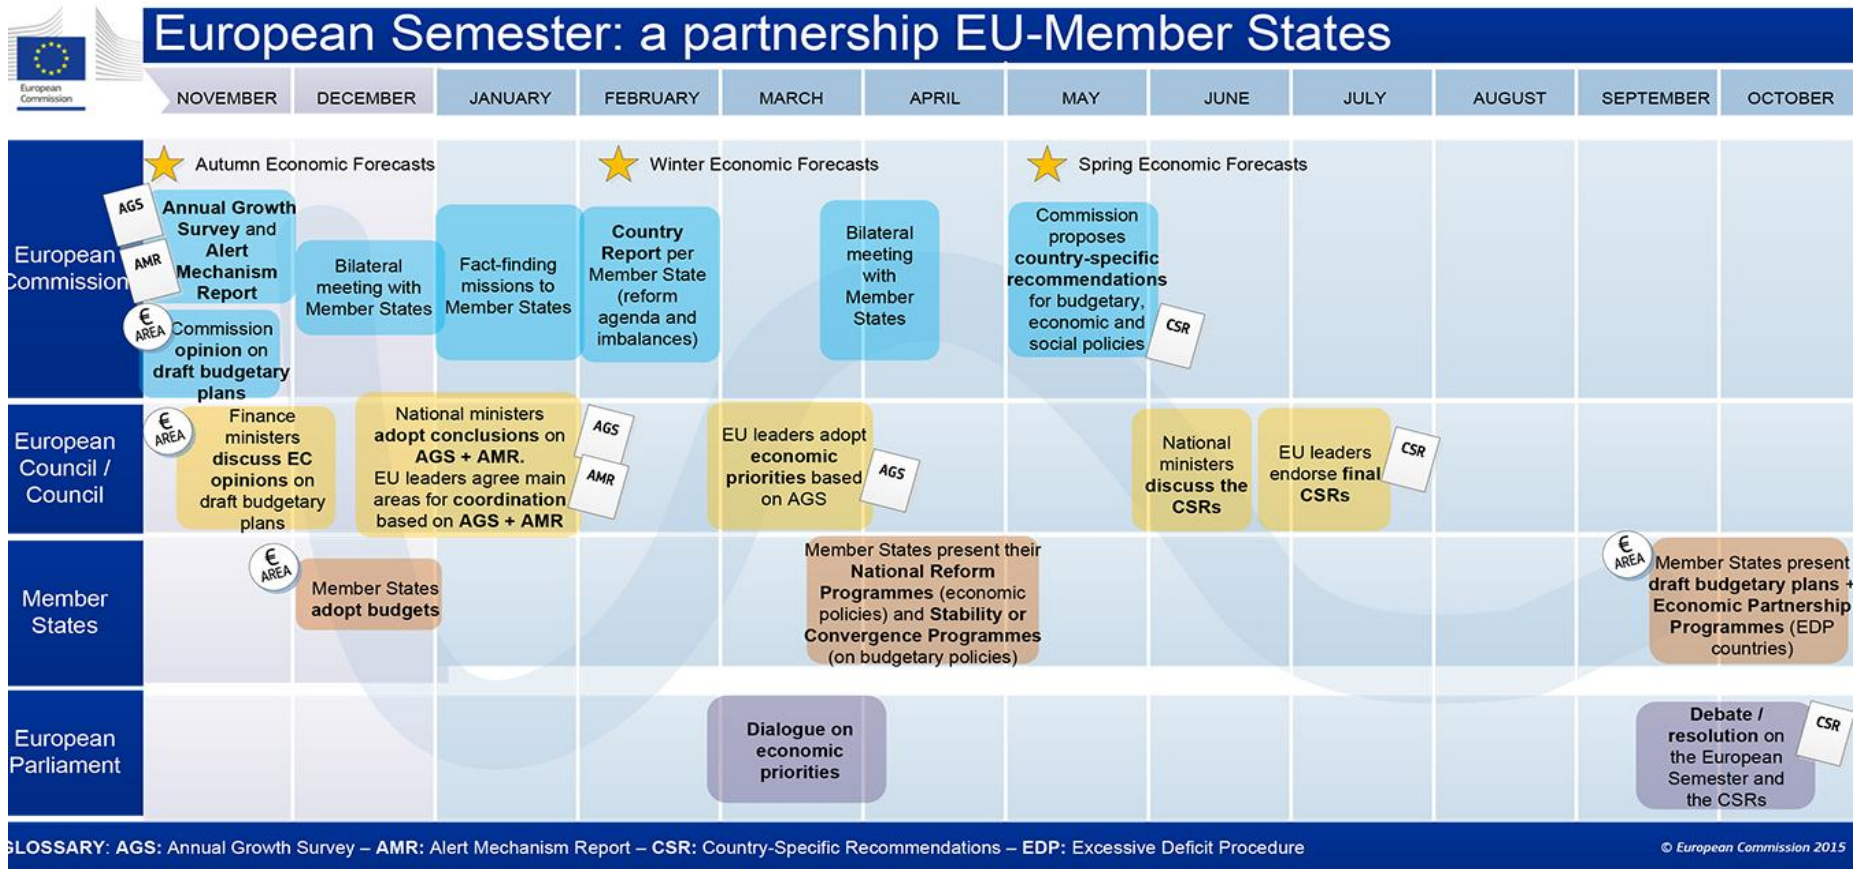 European Semester: a partnership EU-Member States
European
Commission
NOVEMBER
DECEMBER
JANUARY
FEBRUARY
MARCH
APRIL
MAY
JUNE
JULY
AUGUST
SEPTEMBER
OCTOBER
Autumn Economic Forecasts
Winter Economic Forecasts
Spring Economic Forecasts
European
Commission
AGS
AMR
Annual Growth
Survey and
Alert
Mechanism
Report
€
AREA
Commission
opinion on
draft budgetary
plans
Bilateral
meeting with
Member States
Fact-finding
missions to
Member States
Country
Report per
Member State
(reform
agenda and
imbalances)
Bilateral
meeting
with
Member
States
Commission
proposes
country-specific
recommendations
for budgetary,
economic and
social policies
CSR
European
Council /
Council
€
AREA
Finance
ministers
discuss EC
opinions on
draft budgetary
plans
National ministers
adopt conclusions on
AGS + AMR.
EU leaders agree main
areas for coordination
based on AGS + AMR
AGS
AMR
EU leaders adopt
economic
priorities based
on AGS
AGS
National
ministers
discuss the
CSRs
EU leaders
endorse final
CSRs
CSR
Member
States
€
AREA
Member States
adopt budgets
Member States present their
National Reform
Programmes (economic
policies) and Stability or
Convergence Programmes
(on budgetary policies)
€
AREA
Member States present
draft budgetary plans +
Economic Partnership
Programmes (EDP
countries)
European
Parliament
Dialogue on
economic
priorities
Debate /
resolution on
the European
Semester and
the CSRs
CSR
GLOSSARY: AGS: Annual Growth Survey – AMR: Alert Mechanism Report – CSR: Country-Specific Recommendations – EDP: Excessive Deficit Procedure
© European Commission 2015